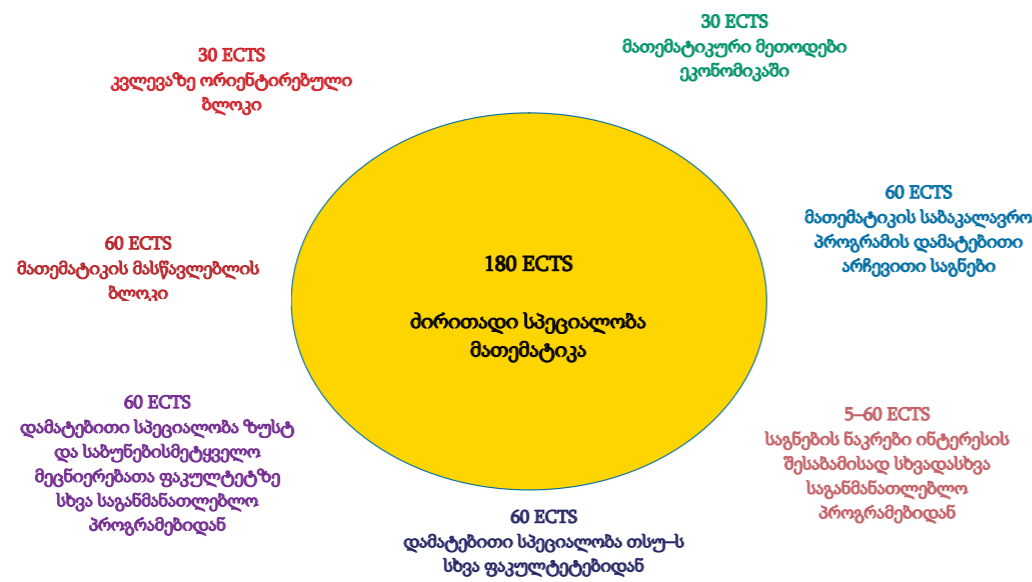 30 ECTS
კვლევაზე ორიენტირებული
ბლოკი
30 ECTS
მათემატიკური მეთოდები
ეკონომიკაში
60 ECTS
მათემატიკის მასწავლებლის
ბლოკი
180 ECTS
ძირითადი სპეციალობა
მათემატიკა
60 ECTS
მათემატიკის საბაკალავრო
პროგრამის დამატებითი
არჩევითი საგნები
60 ECTS
დამატებითი სპეციალობა ზუსტ
და საბუნებისმეტყველო
მეცნიერებათა ფაკულტეტზე
სხვა საგანმანათლებლო
პროგრამებიდან
60 ECTS
დამატებითი სპეციალობა თსუ–ს
სხვა ფაკულტეტებიდან
5–60 ECTS
საგნების ნაკრები ინტერესის
შესაბამისად სხვადასხვა
საგანმანათლებლო
პროგრამებიდან